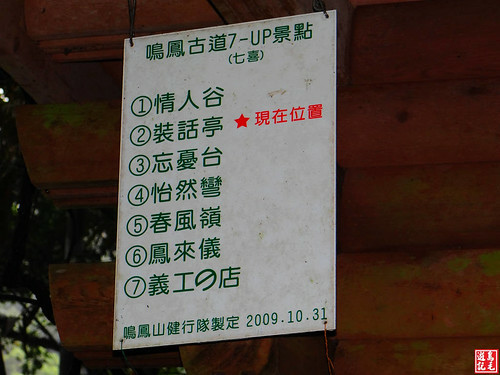 鳴鳳古道7-UP景點
(七喜)
①情人谷
②裝話亭
★現在位置
③忘憂台
④怡然彎
⑤春風嶺
⑥鳳來儀
⑦義工の店
鳴鳳山健行隊製定 2009.10.31